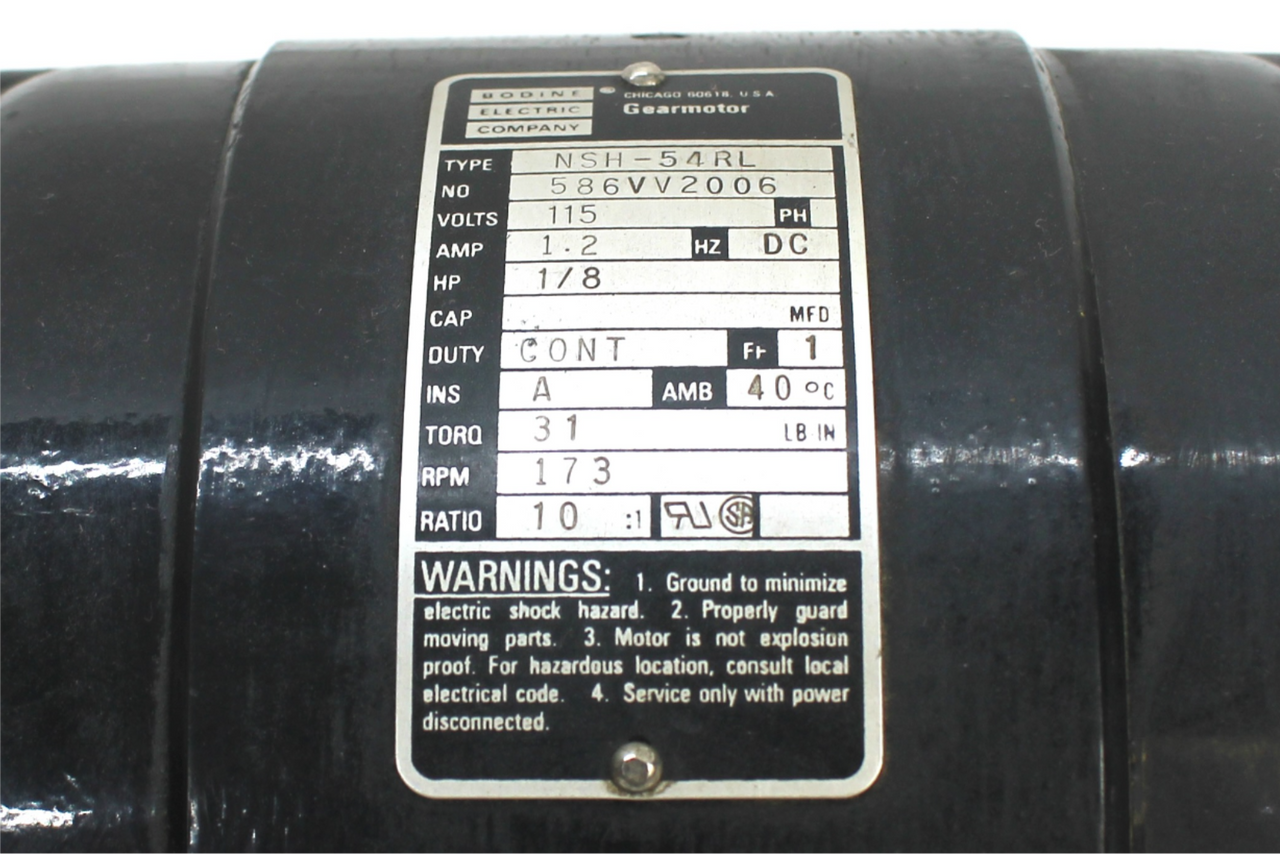 BODINE ® CHICAGO 60618, U.S.A.
ELECTRIC Gearmotor
COMPANY
TYPE NSH-54RL
NO 586VV2006
VOLTS 115 PH
AMP 1.2 HZ DC
HP 1/8
CAP MFD
DUTY CONT FF 1
INS A AMB 40 °C
TORQ 31 LB IN
RPM 173
RATIO 10 :1 RU SA
WARNINGS: 1. Ground to minimize
electric shock hazard. 2. Properly guard
moving parts. 3. Motor is not explosion
proof. For hazardous location, consult local
electrical code. 4. Service only with power
disconnected.